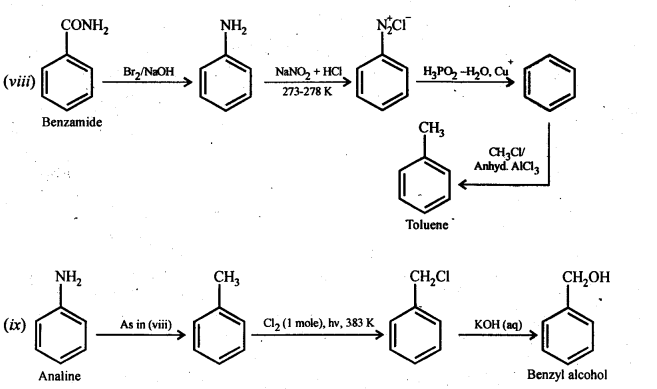 CONH₂ NH₂ N₂⁺Cl⁻
(viii) Br₂/NaOH NaNO₂ + HCl 273-278 K H₃PO₂ –H₂O, Cu⁺
Benzamide
CH₃
CH₃Cl/
Anhyd. AlCl₃
Toluene
NH₂ CH₃ CH₂Cl CH₂OH
(ix) As in (viii) Cl₂ (1 mole), hν, 383 K KOH (aq)
Analine Benzyl alcohol